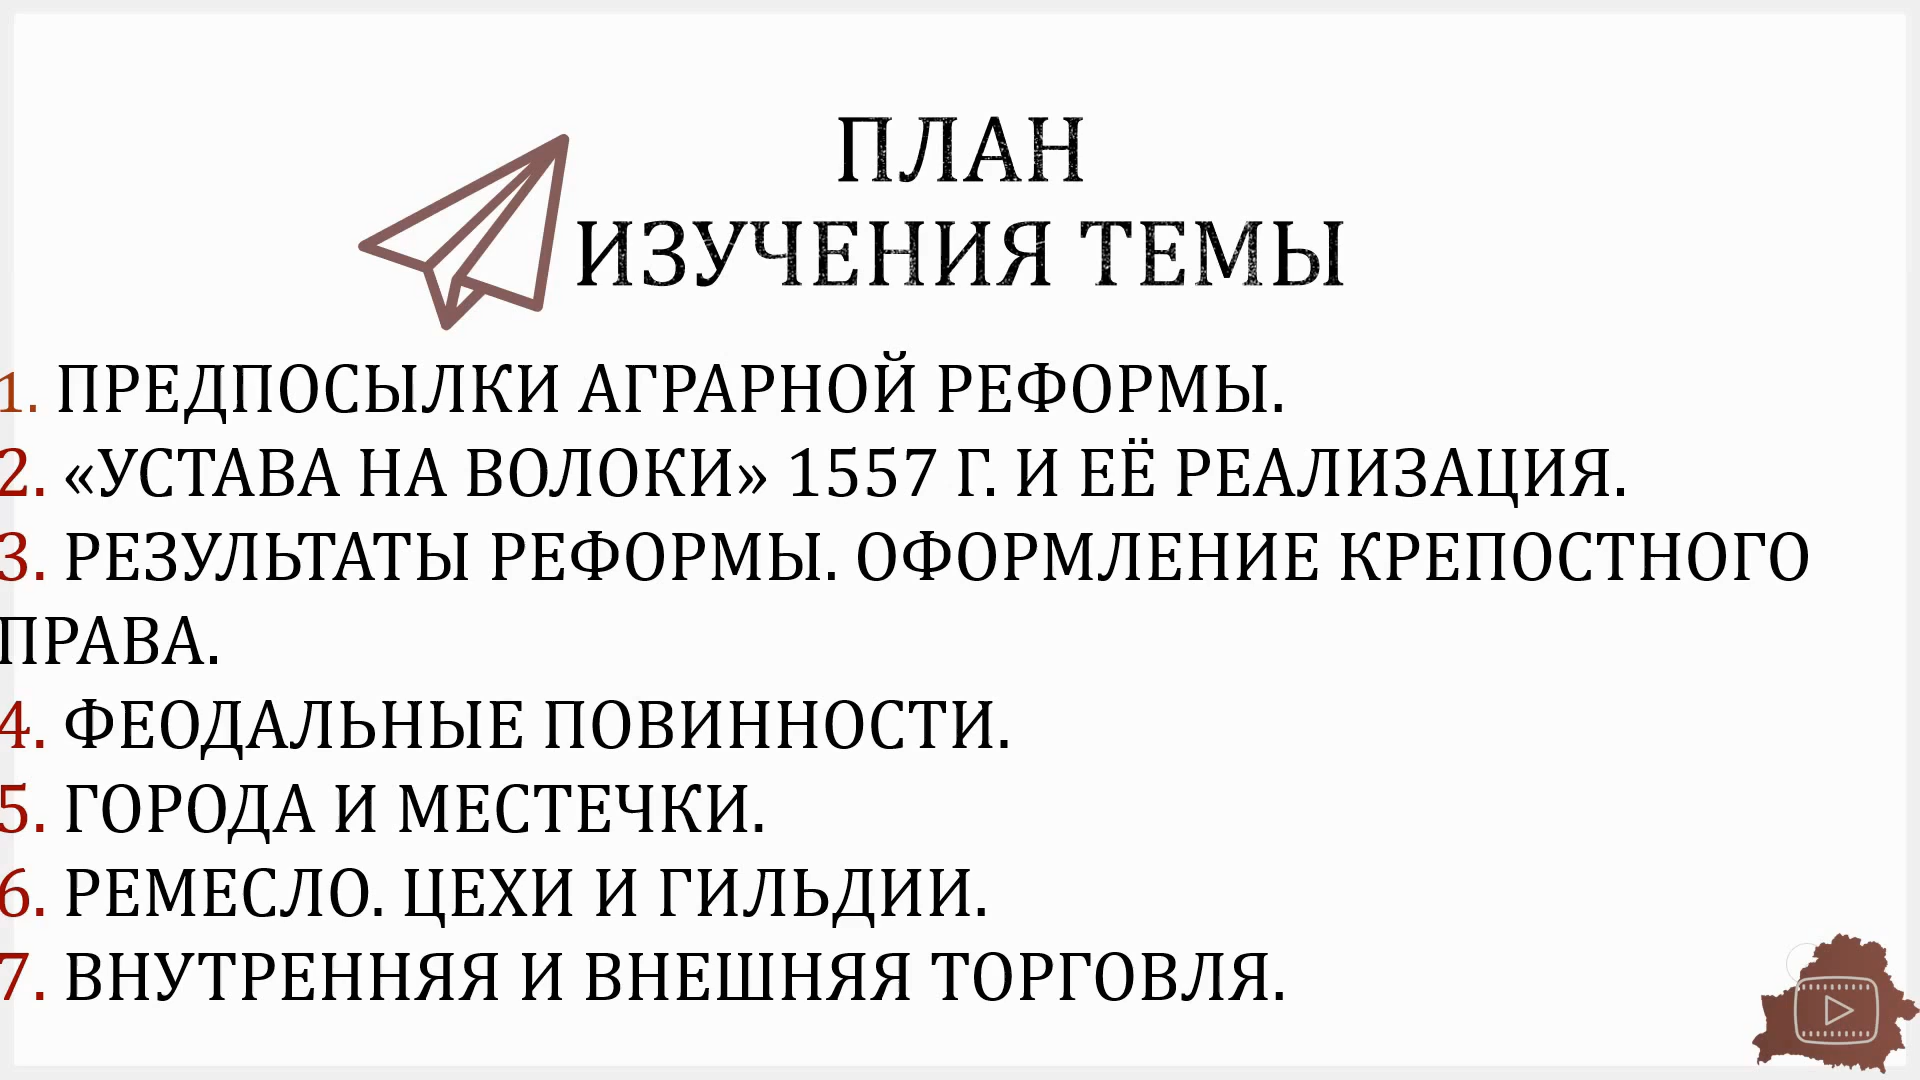 ПЛАН
ИЗУЧЕНИЯ ТЕМЫ
1. ПРЕДПОСЫЛКИ АГРАРНОЙ РЕФОРМЫ.
2. «УСТАВА НА ВОЛОКИ» 1557 Г. И ЕЁ РЕАЛИЗАЦИЯ.
3. РЕЗУЛЬТАТЫ РЕФОРМЫ. ОФОРМЛЕНИЕ КРЕПОСТНОГО
ПРАВА.
4. ФЕОДАЛЬНЫЕ ПОВИННОСТИ.
5. ГОРОДА И МЕСТЕЧКИ.
6. РЕМЕСЛО. ЦЕХИ И ГИЛЬДИИ.
7. ВНУТРЕННЯЯ И ВНЕШНЯЯ ТОРГОВЛЯ.